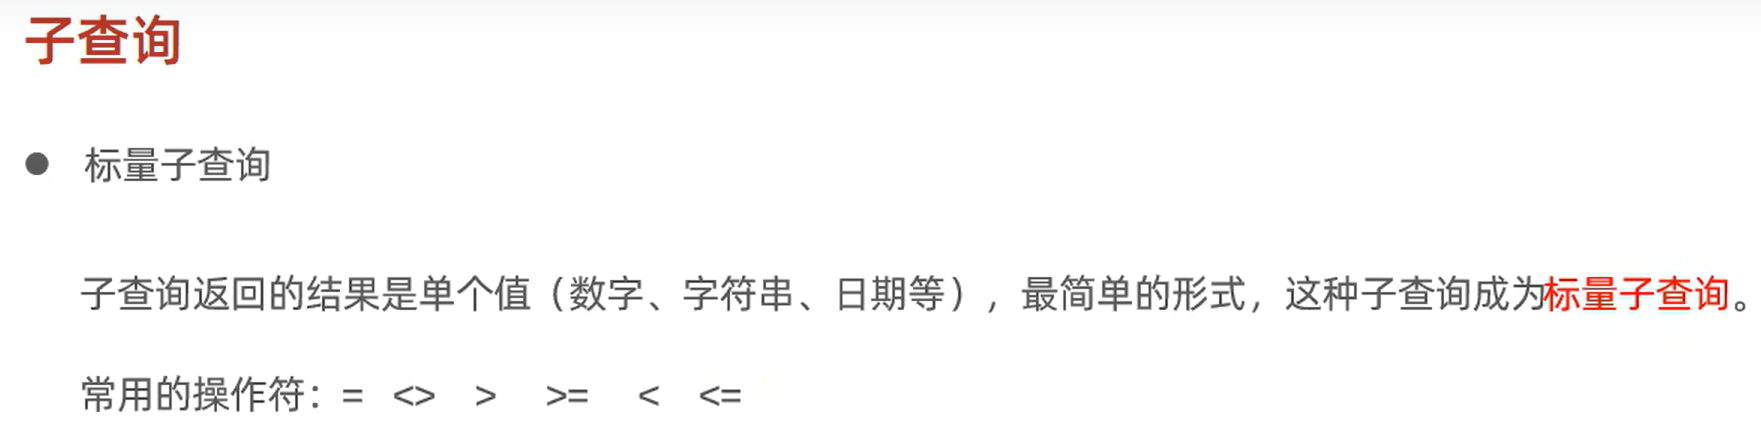 子查询
标量子查询
子查询返回的结果是单个值（数字、字符串、日期等），最简单的形式，这种子查询成为标量子查询。
常用的操作符：= <> > >= < <=